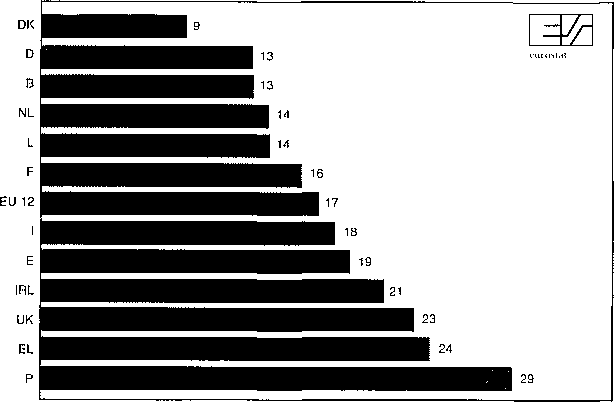 DK 9
eurostat
D 13
B 13
NL 14
L 14
F 16
EU 12 17
I 18
E 19
IRL 21
UK 23
EL 24
P 29